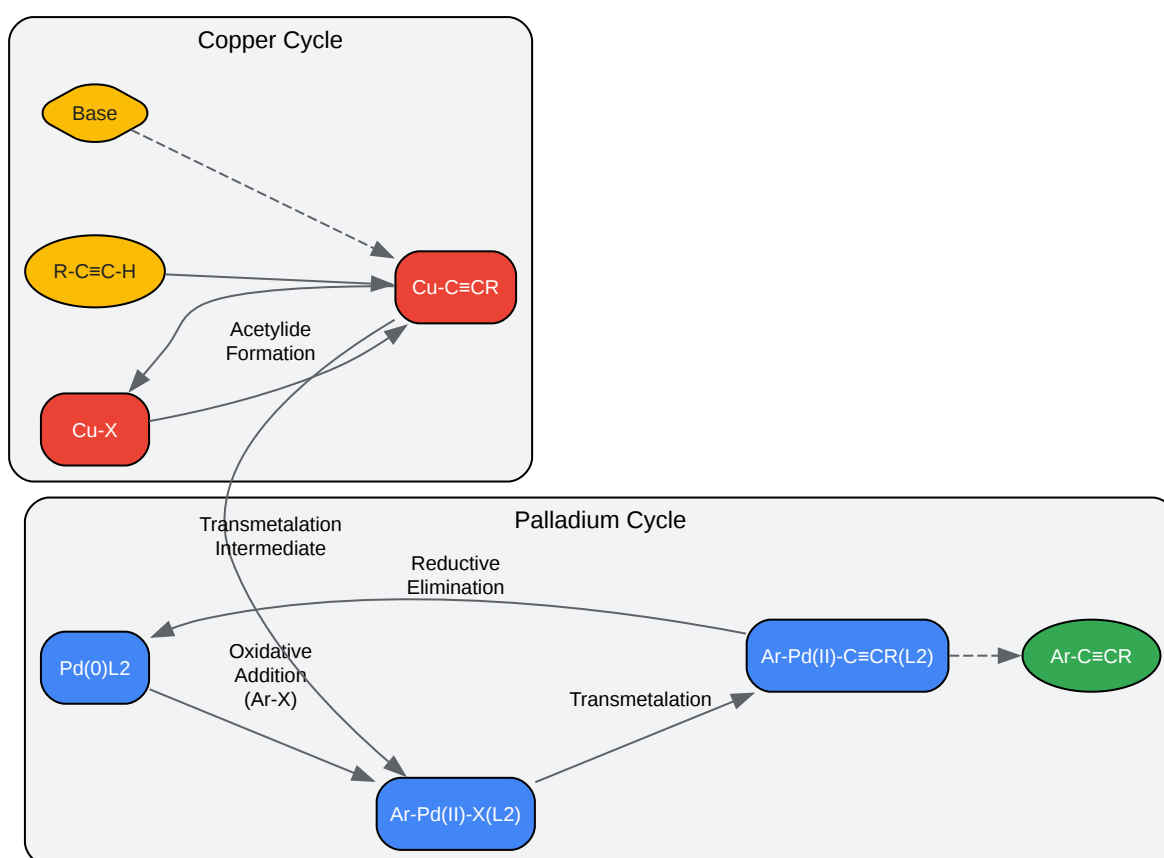 Copper Cycle
Base
R-C≡C-H
Cu-C≡CR
Acetylide
Formation
Cu-X
Transmetalation
Intermediate
Palladium Cycle
Reductive
Elimination
Pd(0)L2
Oxidative
Addition
(Ar-X)
Ar-Pd(II)-C≡CR(L2)
Ar-C≡CR
Transmetalation
Ar-Pd(II)-X(L2)